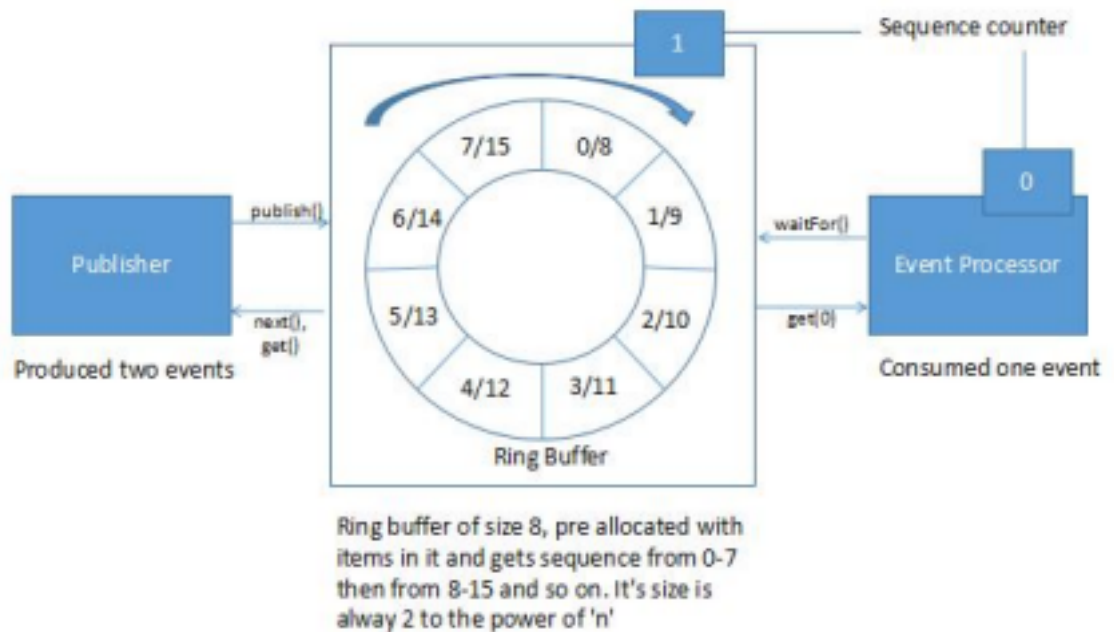 1
Sequence counter
7/15
0/8
0
6/14
1/9
publish()
waitFor()
Publisher
Event Processor
5/13
2/10
next(),
get()
get(0)
Produced two events
4/12
3/11
Consumed one event
Ring Buffer
Ring buffer of size 8, pre allocated with
items in it and gets sequence from 0-7
then from 8-15 and so on. It's size is
alway 2 to the power of 'n'